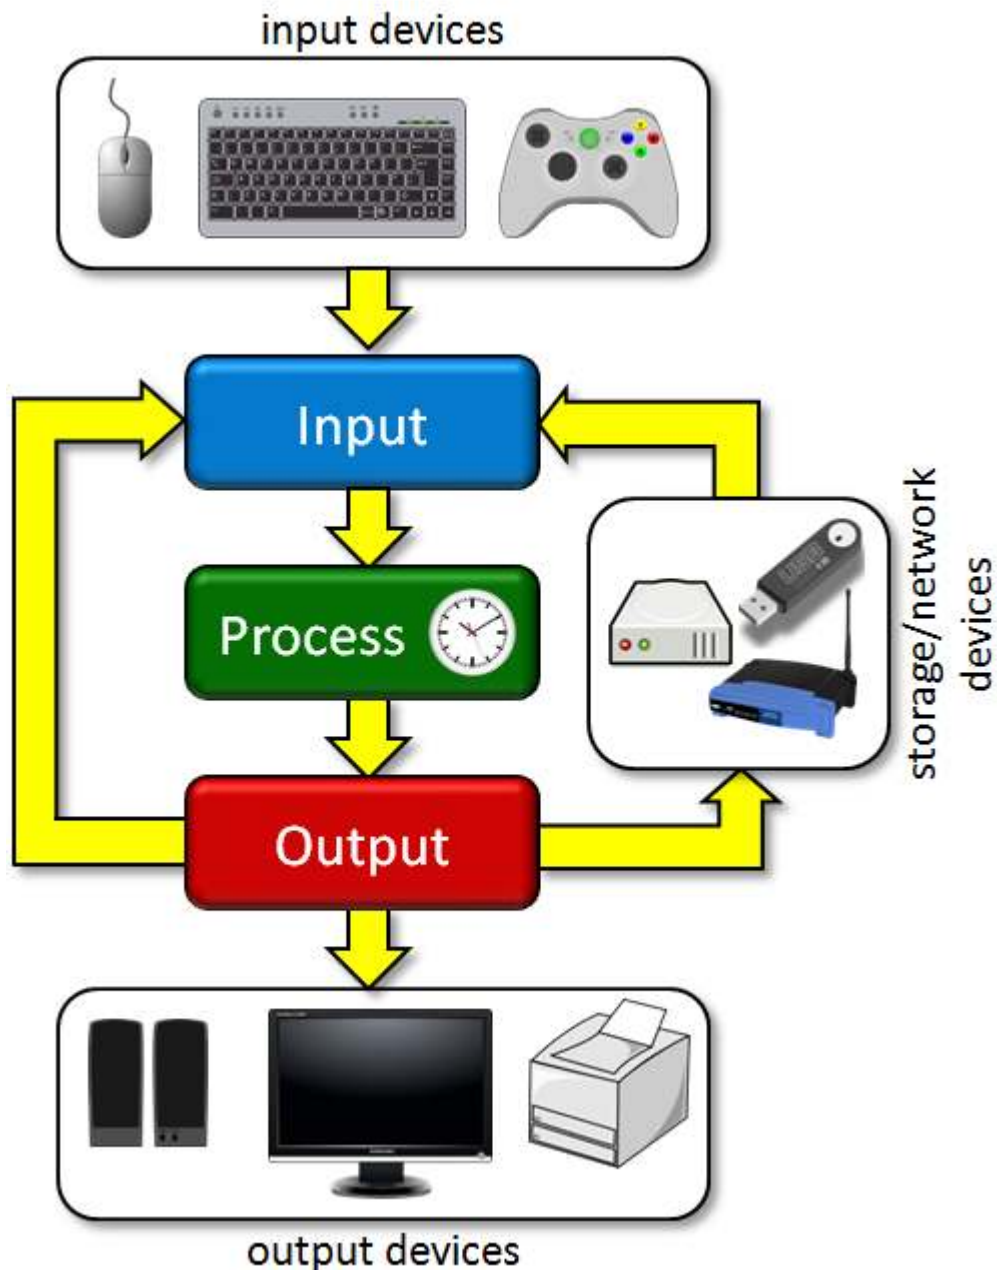 input devices
Input
Process
Output
storage/network
devices
output devices